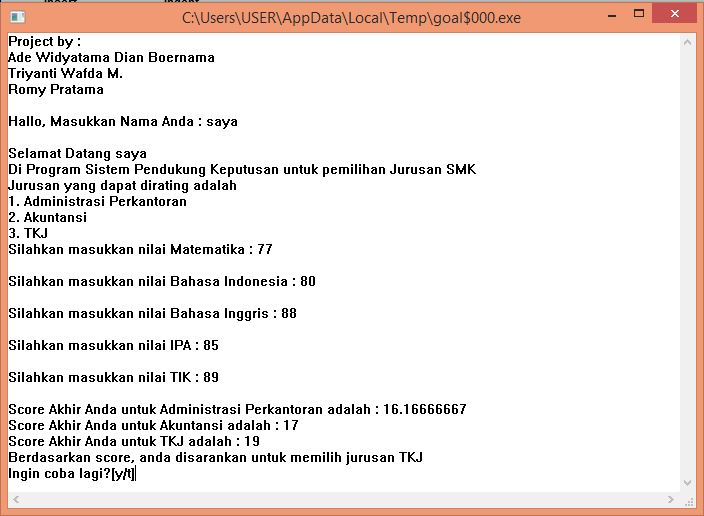 C:\Users\USER\AppData\Local\Temp\goal$000.exe
Project by :
Ade Widyatama Dian Boernama
Triyanti Wafda M.
Romy Pratama
Hallo, Masukkan Nama Anda : saya
Selamat Datang saya
Di Program Sistem Pendukung Keputusan untuk pemilihan Jurusan SMK
Jurusan yang dapat dirating adalah
1. Administrasi Perkantoran
2. Akuntansi
3. TKJ
Silahkan masukkan nilai Matematika : 77
Silahkan masukkan nilai Bahasa Indonesia : 80
Silahkan masukkan nilai Bahasa Inggris : 88
Silahkan masukkan nilai IPA : 85
Silahkan masukkan nilai TIK : 89
Score Akhir Anda untuk Administrasi Perkantoran adalah : 16.16666667
Score Akhir Anda untuk Akuntansi adalah : 17
Score Akhir Anda untuk TKJ adalah : 19
Berdasarkan score, anda disarankan untuk memilih jurusan TKJ
Ingin coba lagi?[y/t]